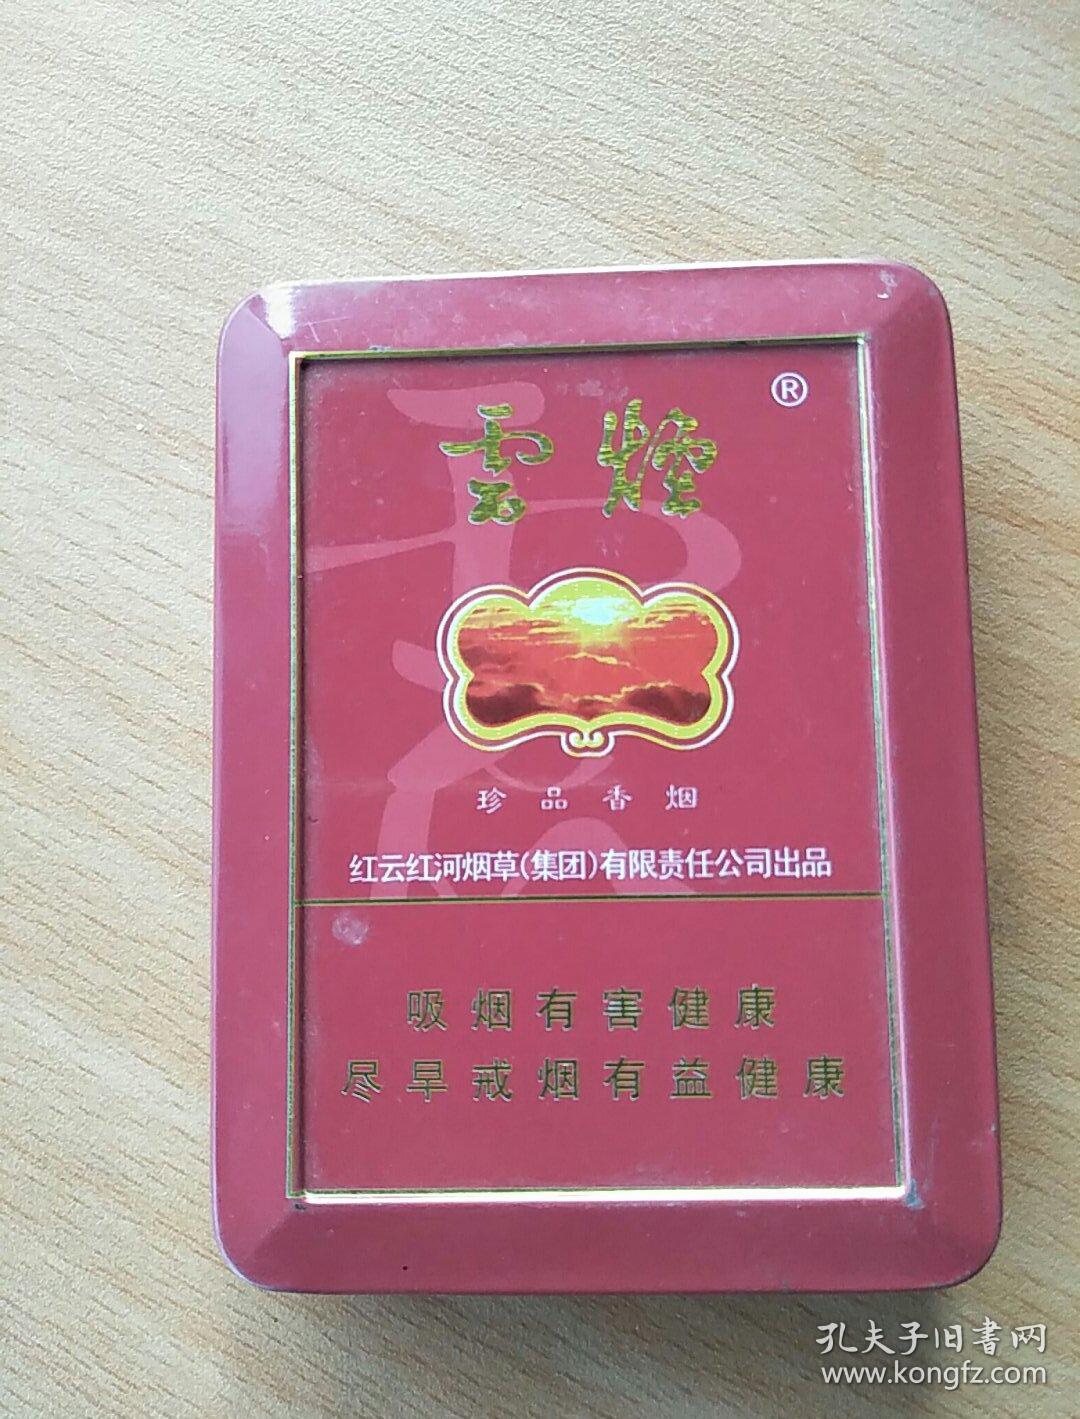 雲煙®
珍品香烟
红云红河烟草(集团)有限责任公司出品
吸烟有害健康
尽早戒烟有益健康
孔夫子旧书网
www.kongfz.com